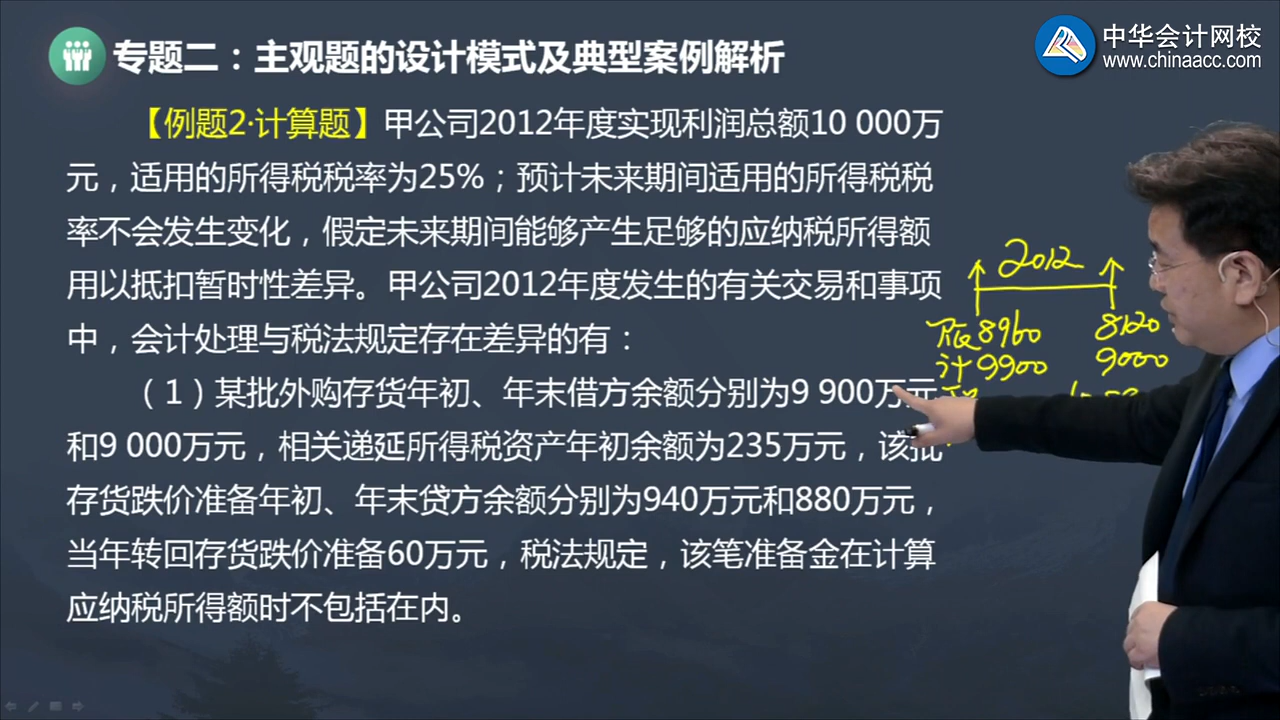 专题二：主观题的设计模式及典型案例解析
中华会计网校
www.chinaacc.com
【例题2·计算题】甲公司2012年度实现利润总额10 000万
元，适用的所得税税率为25%；预计未来期间适用的所得税税
率不会发生变化，假定未来期间能够产生足够的应纳税所得额
用以抵扣暂时性差异。甲公司2012年度发生的有关交易和事项
中，会计处理与税法规定存在差异的有：
（1）某批外购存货年初、年末借方余额分别为9 900万元
和9 000万元，相关递延所得税资产年初余额为235万元，该批
存货跌价准备年初、年末贷方余额分别为940万元和880万元，
当年转回存货跌价准备60万元，税法规定，该笔准备金在计算
应纳税所得额时不包括在内。
2012
8960 8120
计9900 9000